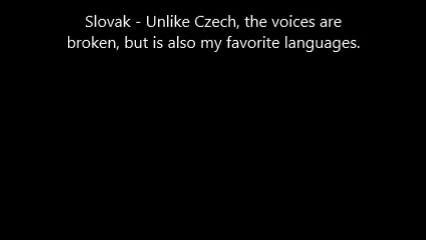 Slovak - Unlike Czech, the voices are
broken, but is also my favorite languages.